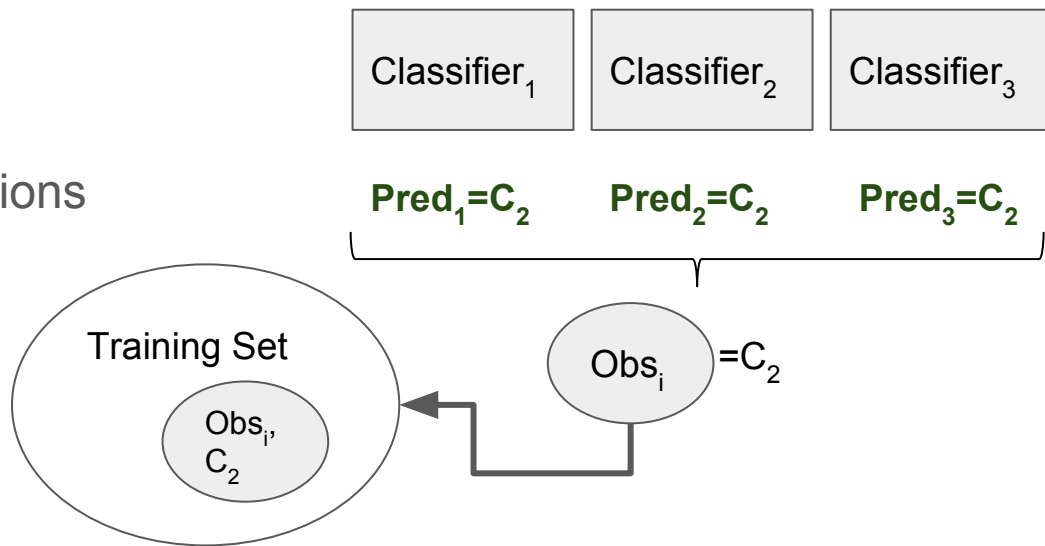 Classifier₁ Classifier₂ Classifier₃
ions
Pred₁=C₂ Pred₂=C₂ Pred₃=C₂
Training Set
Obsᵢ =C₂
Obsᵢ,
C₂